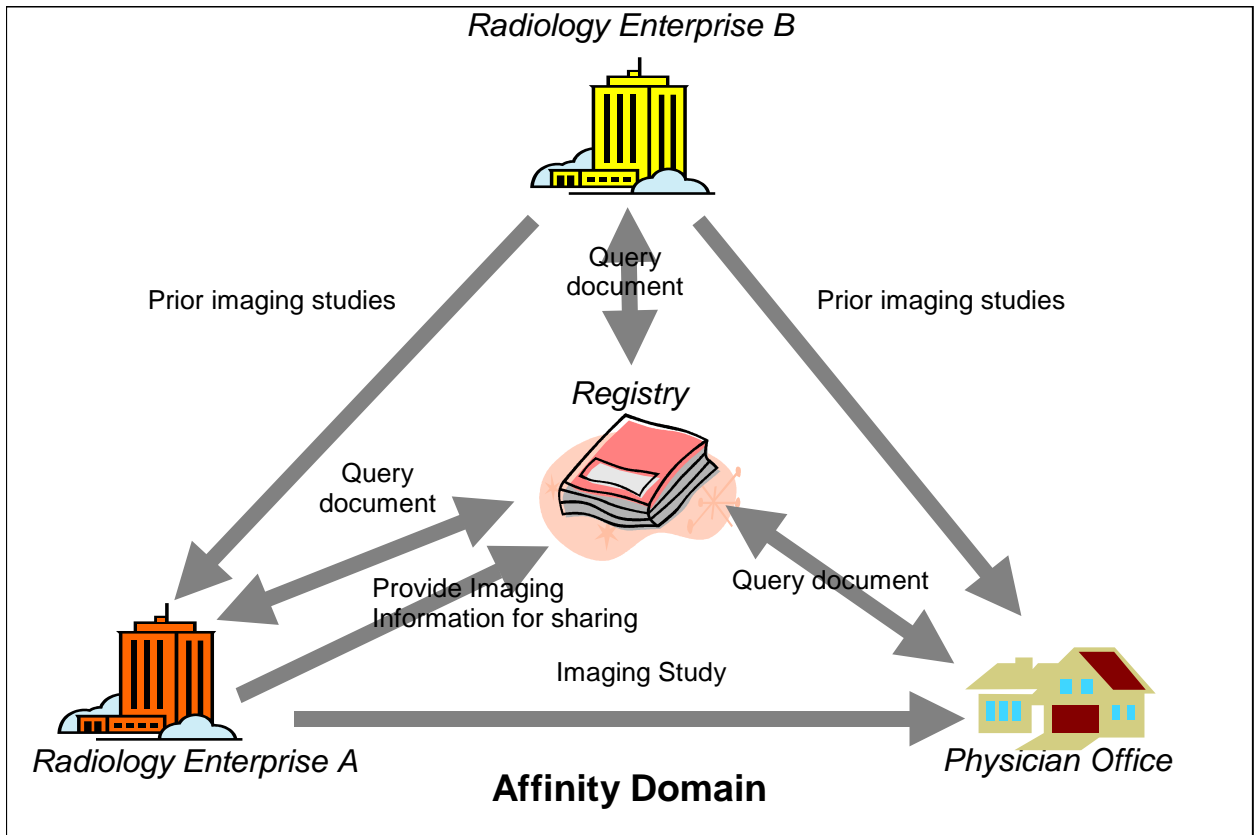 Radiology Enterprise B
Query
document
Prior imaging studies
Prior imaging studies
Registry
Query
document
Provide Imaging
Information for sharing
Query document
Imaging Study
Radiology Enterprise A
Physician Office
Affinity Domain